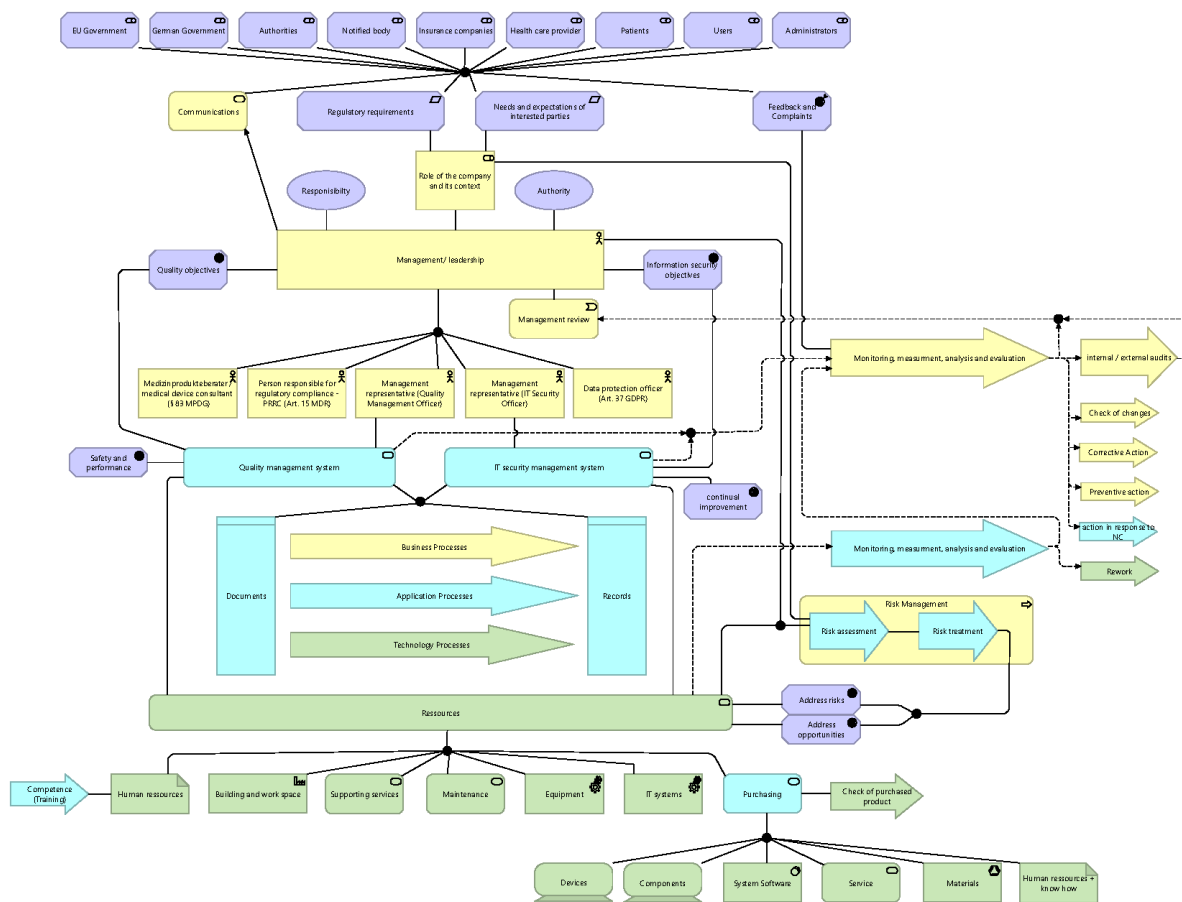 EU Government
German Government
Authorities
Notified body
Insurance companies
Health care provider
Patients
Users
Administrators
Communications
Regulatory requirements
Needs and expectations of
interested parties
Feedback and
Complaints
Role of the company
and its context
Responisibilty
Authority
Management/ leadership
Quality objectives
Information security
objectives
Management review
Monitoring, measurment, analysis and evaluation
internal / external audits
Medizinprodukteberater /
medical device consultant
(§ 83 MPDG)
Person responsible for
regulatory compliance -
PRRC (Art. 15 MDR)
Management
representative (Quality
Management Officer)
Management
representative (IT Security
Officer)
Data protection officer
(Art. 37 GDPR)
Check of changes
Corrective Action
Preventive action
action in response to
NC
Rework
Safety and
performance
Quality management system
IT security management system
continual
improvement
Documents
Business Processes
Application Processes
Technology Processes
Records
Monitoring, measurment, analysis and evaluation
Risk Management
Risk assessment
Risk treatment
Ressources
Address risks
Address
opportunities
Competence
(Training)
Human ressources
Building and work space
Supporting services
Maintenance
Equipment
IT systems
Purchasing
Check of purchased
product
Devices
Components
System Software
Service
Materials
Human ressources +
know how